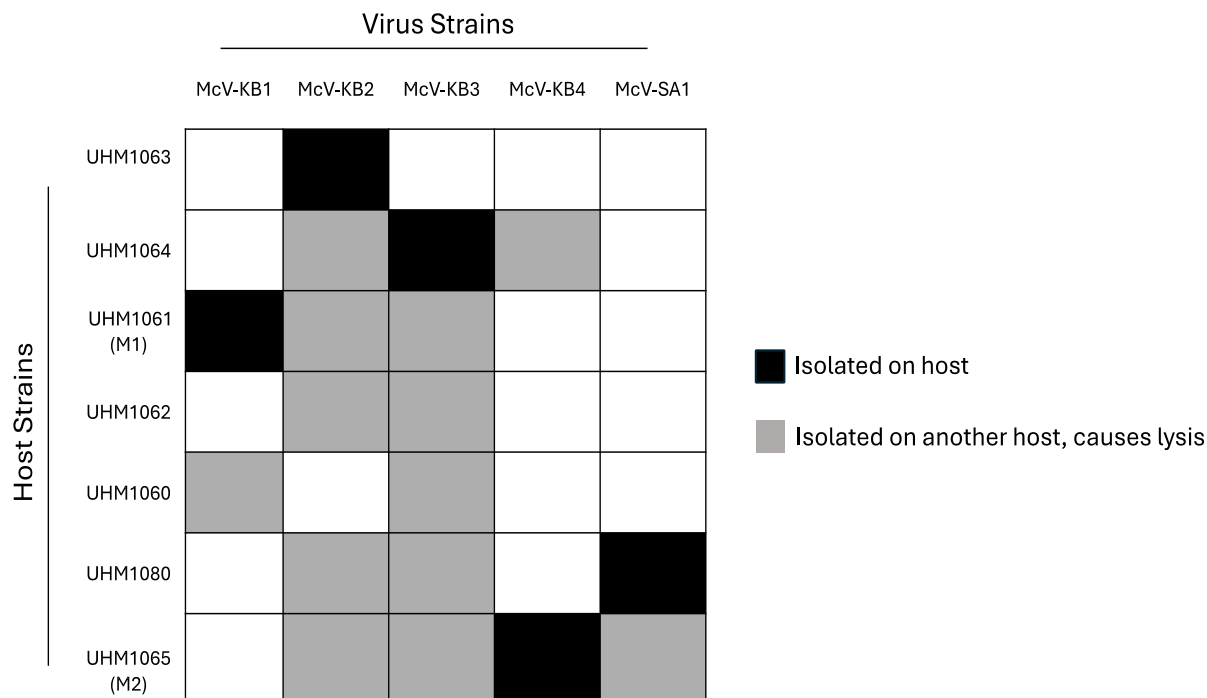 Virus Strains
McV-KB1 McV-KB2 McV-KB3 McV-KB4 McV-SA1
Host Strains
UHM1063
UHM1064
UHM1061
(M1)
UHM1062
UHM1060
UHM1080
UHM1065
(M2)
Isolated on host
Isolated on another host, causes lysis